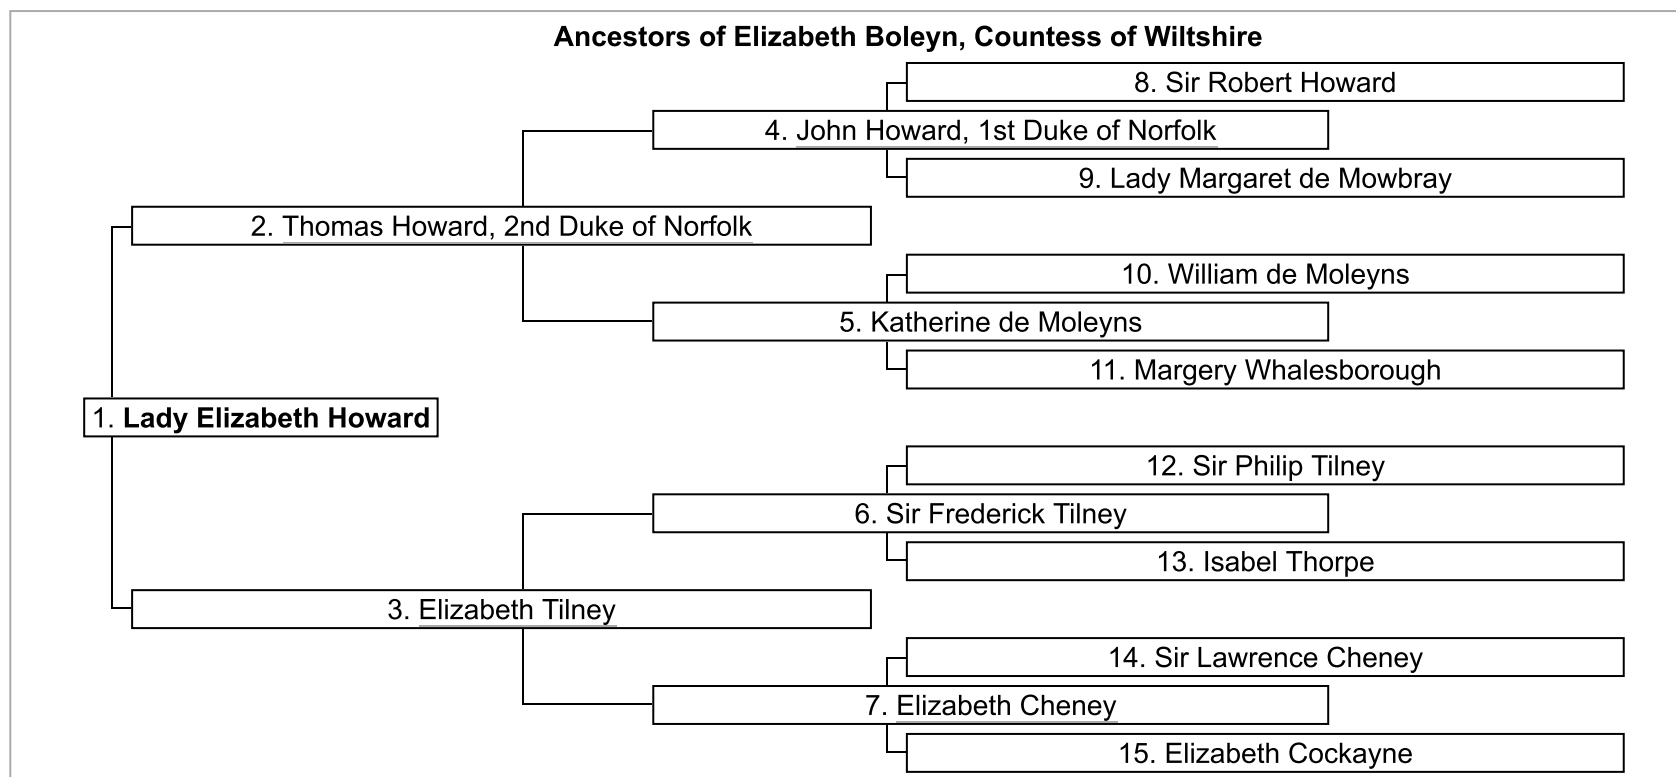 Ancestors of Elizabeth Boleyn, Countess of Wiltshire
8. Sir Robert Howard
4. John Howard, 1st Duke of Norfolk
9. Lady Margaret de Mowbray
2. Thomas Howard, 2nd Duke of Norfolk
10. William de Moleyns
5. Katherine de Moleyns
11. Margery Whalesborough
1. Lady Elizabeth Howard
12. Sir Philip Tilney
6. Sir Frederick Tilney
13. Isabel Thorpe
3. Elizabeth Tilney
14. Sir Lawrence Cheney
7. Elizabeth Cheney
15. Elizabeth Cockayne